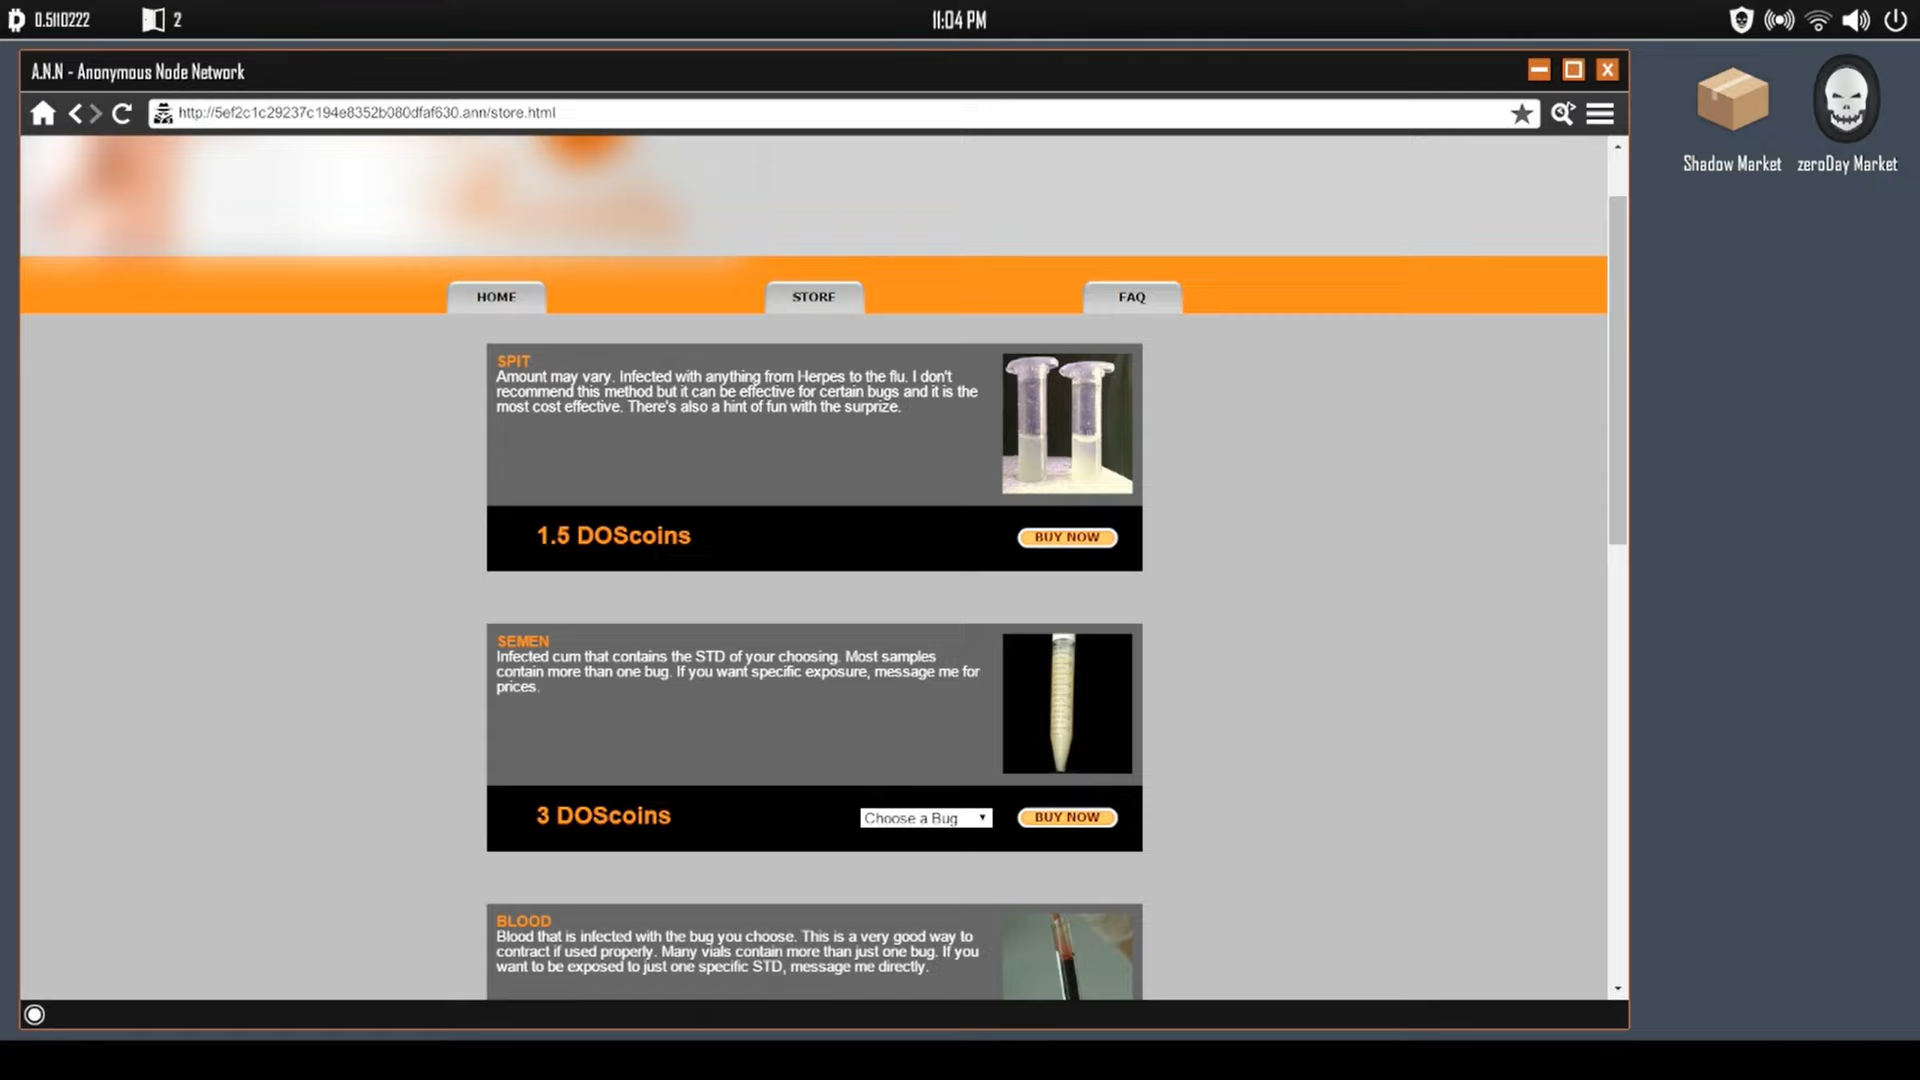 0.5110222
2
11:04 PM
A.N.N - Anonymous Node Network
http://5ef2c1c29237c194e8352b080dfaf630.ann/store.html
Shadow Market
zeroDay Market
HOME
STORE
FAQ
SPIT
Amount may vary. Infected with anything from Herpes to the flu. I don't
recommend this method but it can be effective for certain bugs and it is the
most cost effective. There's also a hint of fun with the surprize.
1.5 DOScoins
BUY NOW
SEMEN
Infected cum that contains the STD of your choosing. Most samples
contain more than one bug. If you want specific exposure, message me for
prices.
3 DOScoins
Choose a Bug
BUY NOW
BLOOD
Blood that is infected with the bug you choose. This is a very good way to
contract if used properly. Many vials contain more than just one bug. If you
want to be exposed to just one specific STD, message me directly.